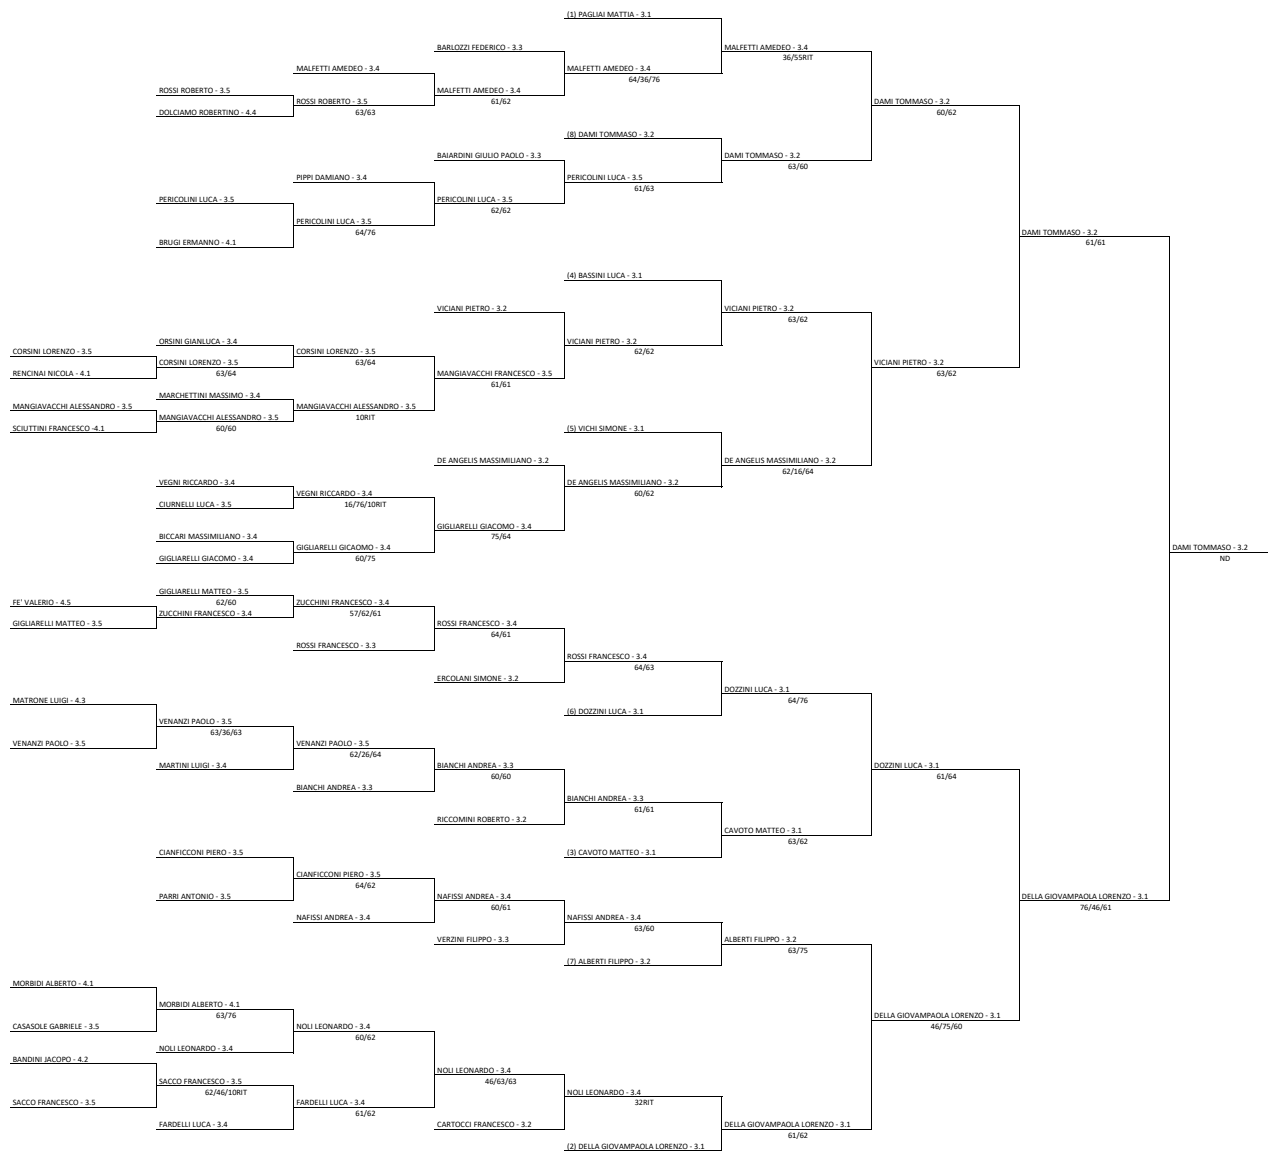 (1) PAGLIAI MATTIA - 3.1
BARLOZZI FEDERICO - 3.3
MALFETTI AMEDEO - 3.4
36/55RIT
MALFETTI AMEDEO - 3.4
MALFETTI AMEDEO - 3.4
64/36/76
ROSSI ROBERTO - 3.5
MALFETTI AMEDEO - 3.4
61/62
ROSSI ROBERTO - 3.5
63/63
DAMI TOMMASO - 3.2
60/62
DOLCIAMO ROBERTINO - 4.4
(8) DAMI TOMMASO - 3.2
BAIARDINI GIULIO PAOLO - 3.3
DAMI TOMMASO - 3.2
63/60
PIPPI DAMIANO - 3.4
PERICOLINI LUCA - 3.5
61/63
PERICOLINI LUCA - 3.5
PERICOLINI LUCA - 3.5
62/62
PERICOLINI LUCA - 3.5
64/76
DAMI TOMMASO - 3.2
61/61
BRUGI ERMANNO - 4.1
(4) BASSINI LUCA - 3.1
VICIANI PIETRO - 3.2
VICIANI PIETRO - 3.2
63/62
ORSINI GIANLUCA - 3.4
VICIANI PIETRO - 3.2
62/62
CORSINI LORENZO - 3.5
CORSINI LORENZO - 3.5
63/64
CORSINI LORENZO - 3.5
63/64
VICIANI PIETRO - 3.2
63/62
RENCINAI NICOLA - 4.1
MANGIAVACCHI FRANCESCO - 3.5
61/61
MARCHETTINI MASSIMO - 3.4
MANGIAVACCHI ALESSANDRO - 3.5
MANGIAVACCHI ALESSANDRO - 3.5
10RIT
MANGIAVACCHI ALESSANDRO - 3.5
60/60
SCIUTTINI FRANCESCO -4.1
(5) VICHI SIMONE - 3.1
DE ANGELIS MASSIMILIANO - 3.2
DE ANGELIS MASSIMILIANO - 3.2
62/16/64
VEGNI RICCARDO - 3.4
DE ANGELIS MASSIMILIANO - 3.2
60/62
VEGNI RICCARDO - 3.4
16/76/10RIT
CIURNELLI LUCA - 3.5
GIGLIARELLI GIACOMO - 3.4
75/64
BICCARI MASSIMILIANO - 3.4
GIGLIARELLI GICAOMO - 3.4
60/75
DAMI TOMMASO - 3.2
ND
GIGLIARELLI GIACOMO - 3.4
GIGLIARELLI MATTEO - 3.5
62/60
FE' VALERIO - 4.5
ZUCCHINI FRANCESCO - 3.4
57/62/61
ZUCCHINI FRANCESCO - 3.4
GIGLIARELLI MATTEO - 3.5
ROSSI FRANCESCO - 3.4
64/61
ROSSI FRANCESCO - 3.3
ROSSI FRANCESCO - 3.4
64/63
ERCOLANI SIMONE - 3.2
DOZZINI LUCA - 3.1
64/76
MATRONE LUIGI - 4.3
(6) DOZZINI LUCA - 3.1
VENANZI PAOLO - 3.5
63/36/63
VENANZI PAOLO - 3.5
VENANZI PAOLO - 3.5
62/26/64
MARTINI LUIGI - 3.4
BIANCHI ANDREA - 3.3
60/60
DOZZINI LUCA - 3.1
61/64
BIANCHI ANDREA - 3.3
BIANCHI ANDREA - 3.3
61/61
RICCOMINI ROBERTO - 3.2
CAVOTO MATTEO - 3.1
63/62
CIANFICCONI PIERO - 3.5
(3) CAVOTO MATTEO - 3.1
CIANFICCONI PIERO - 3.5
64/62
PARRI ANTONIO - 3.5
NAFISSI ANDREA - 3.4
60/61
DELLA GIOVAMPAOLA LORENZO - 3.1
76/46/61
NAFISSI ANDREA - 3.4
NAFISSI ANDREA - 3.4
63/60
VERZINI FILIPPO - 3.3
ALBERTI FILIPPO - 3.2
63/75
(7) ALBERTI FILIPPO - 3.2
MORBIDI ALBERTO - 4.1
MORBIDI ALBERTO - 4.1
63/76
DELLA GIOVAMPAOLA LORENZO - 3.1
46/75/60
CASASOLE GABRIELE - 3.5
NOLI LEONARDO - 3.4
60/62
NOLI LEONARDO - 3.4
BANDINI JACOPO - 4.2
NOLI LEONARDO - 3.4
46/63/63
SACCO FRANCESCO - 3.5
62/46/10RIT
NOLI LEONARDO - 3.4
32RIT
SACCO FRANCESCO - 3.5
FARDELLI LUCA - 3.4
61/62
FARDELLI LUCA - 3.4
CARTOCCI FRANCESCO - 3.2
DELLA GIOVAMPAOLA LORENZO - 3.1
61/62
(2) DELLA GIOVAMPAOLA LORENZO - 3.1